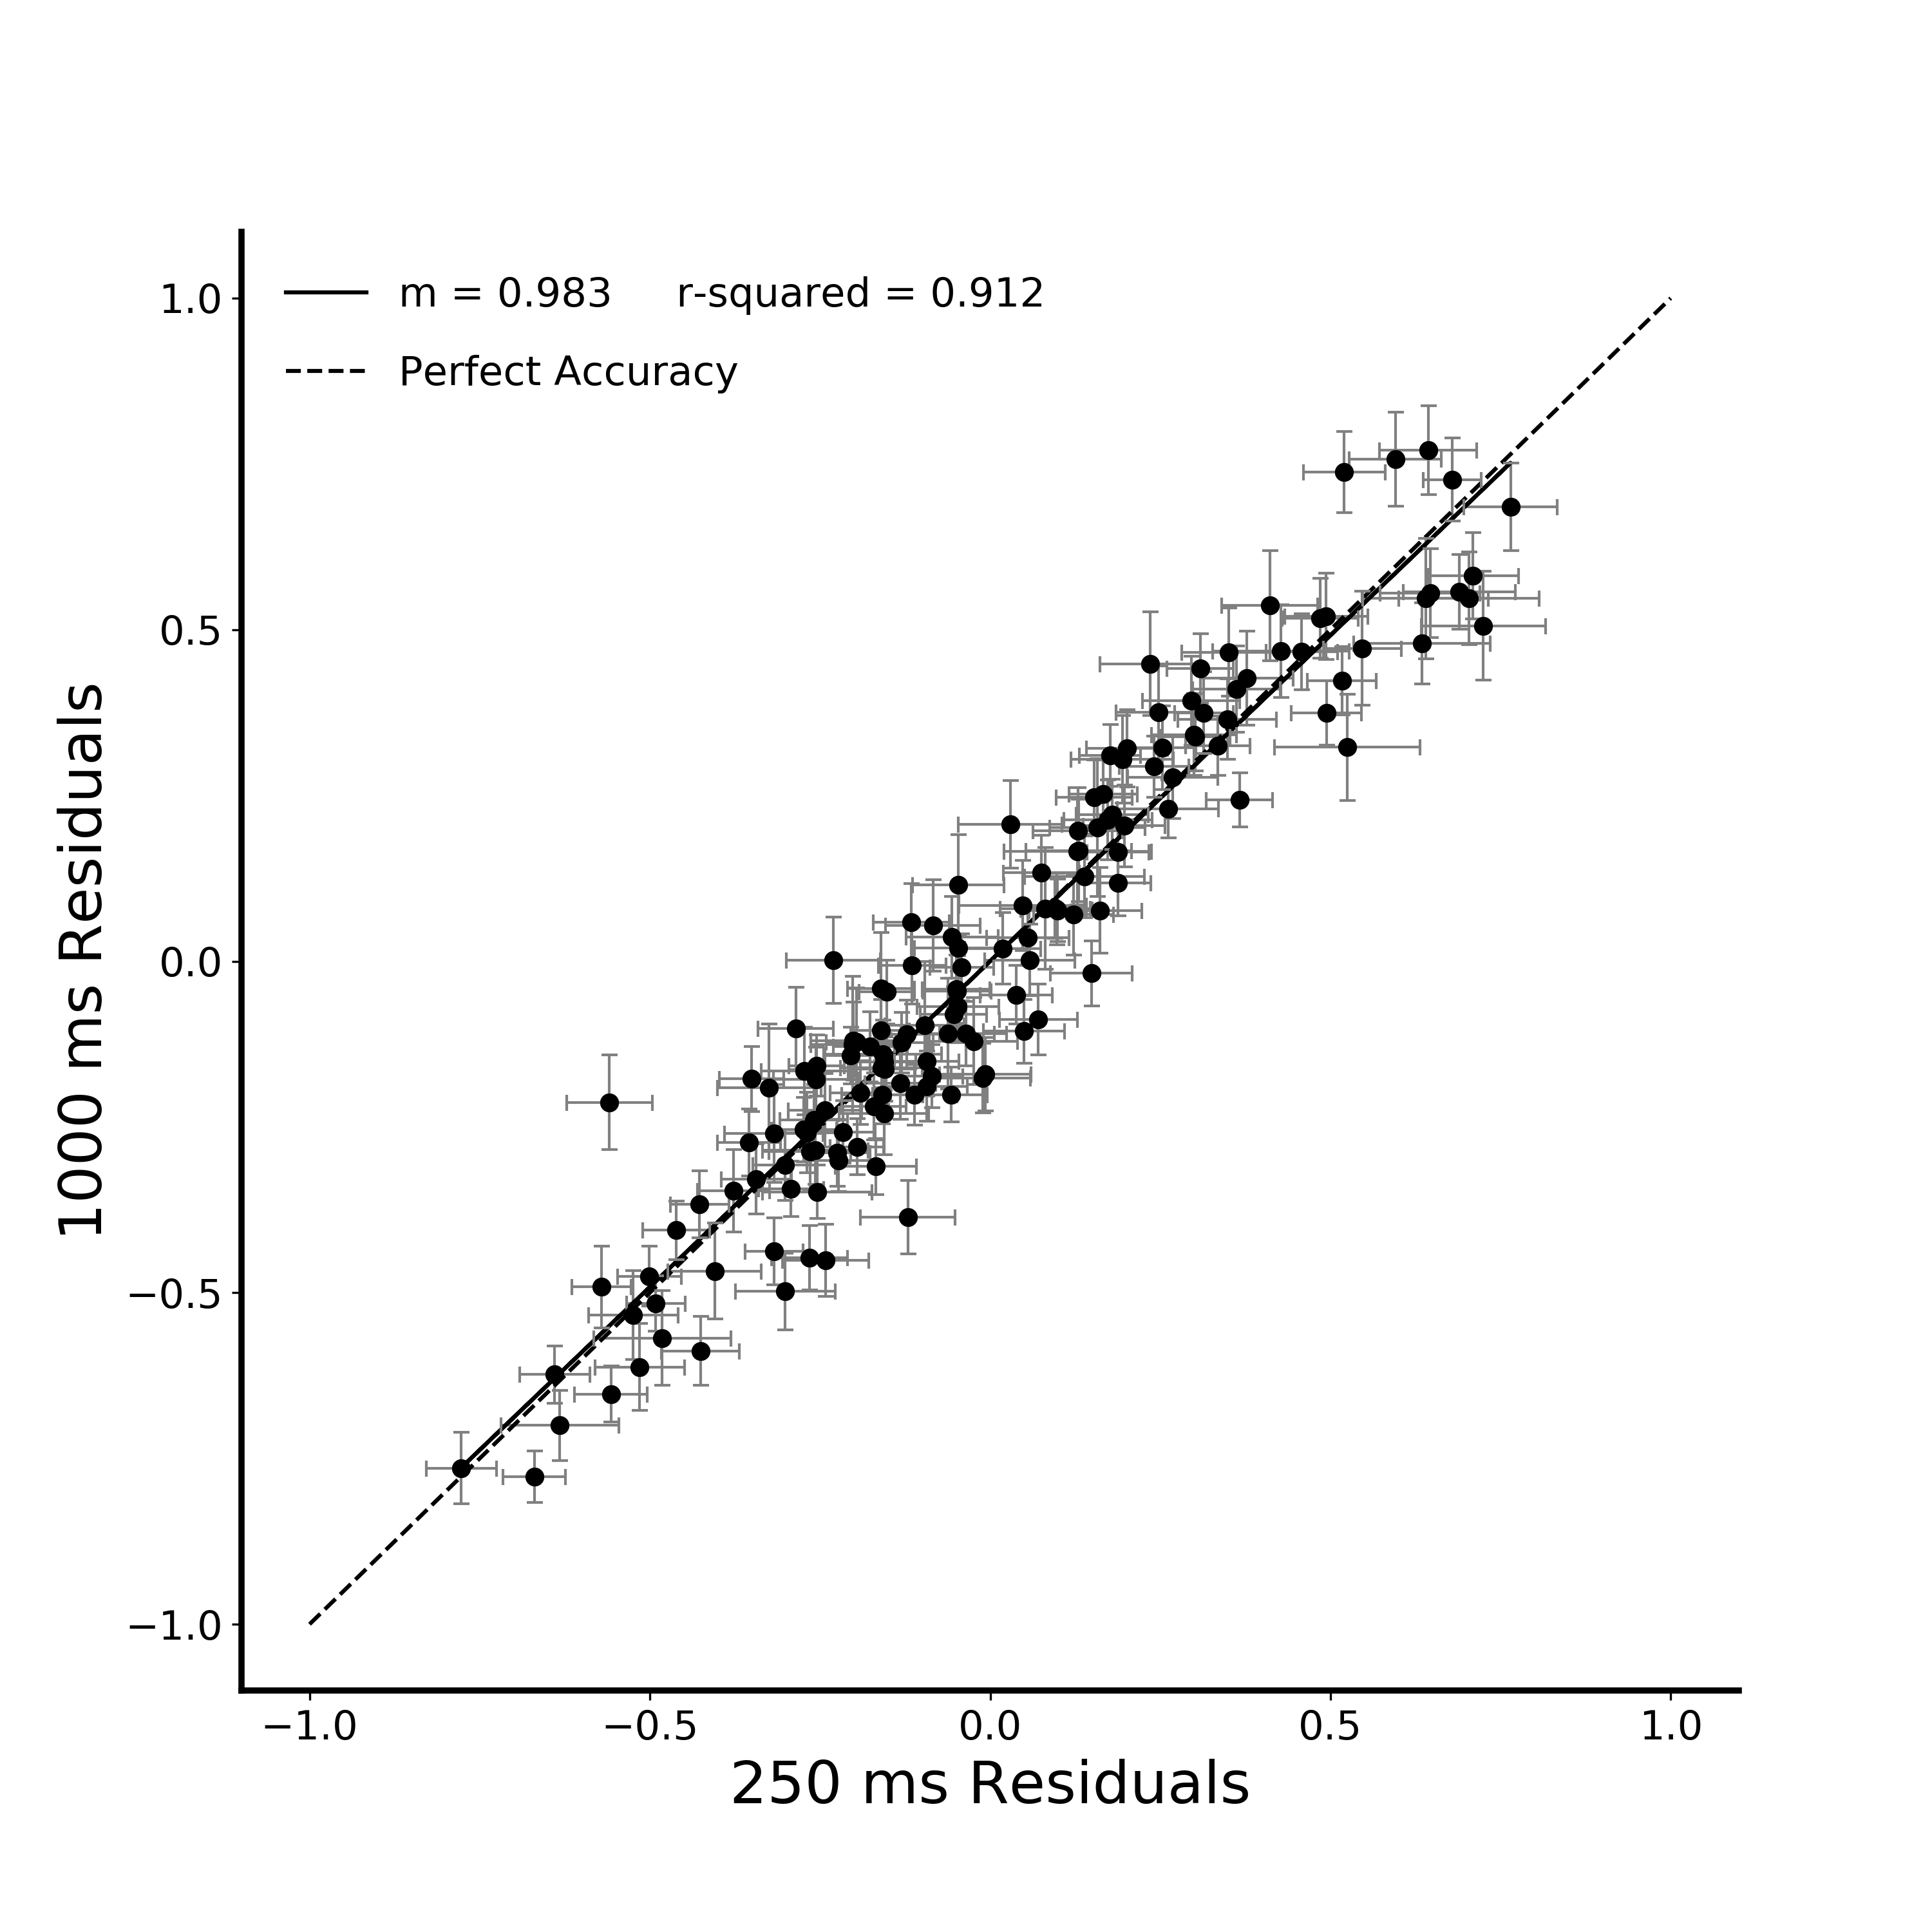 m = 0.983 r-squared = 0.912
Perfect Accuracy
1.0
0.5
0.0
−0.5
−1.0
1000 ms Residuals
−1.0 −0.5 0.0 0.5 1.0
250 ms Residuals